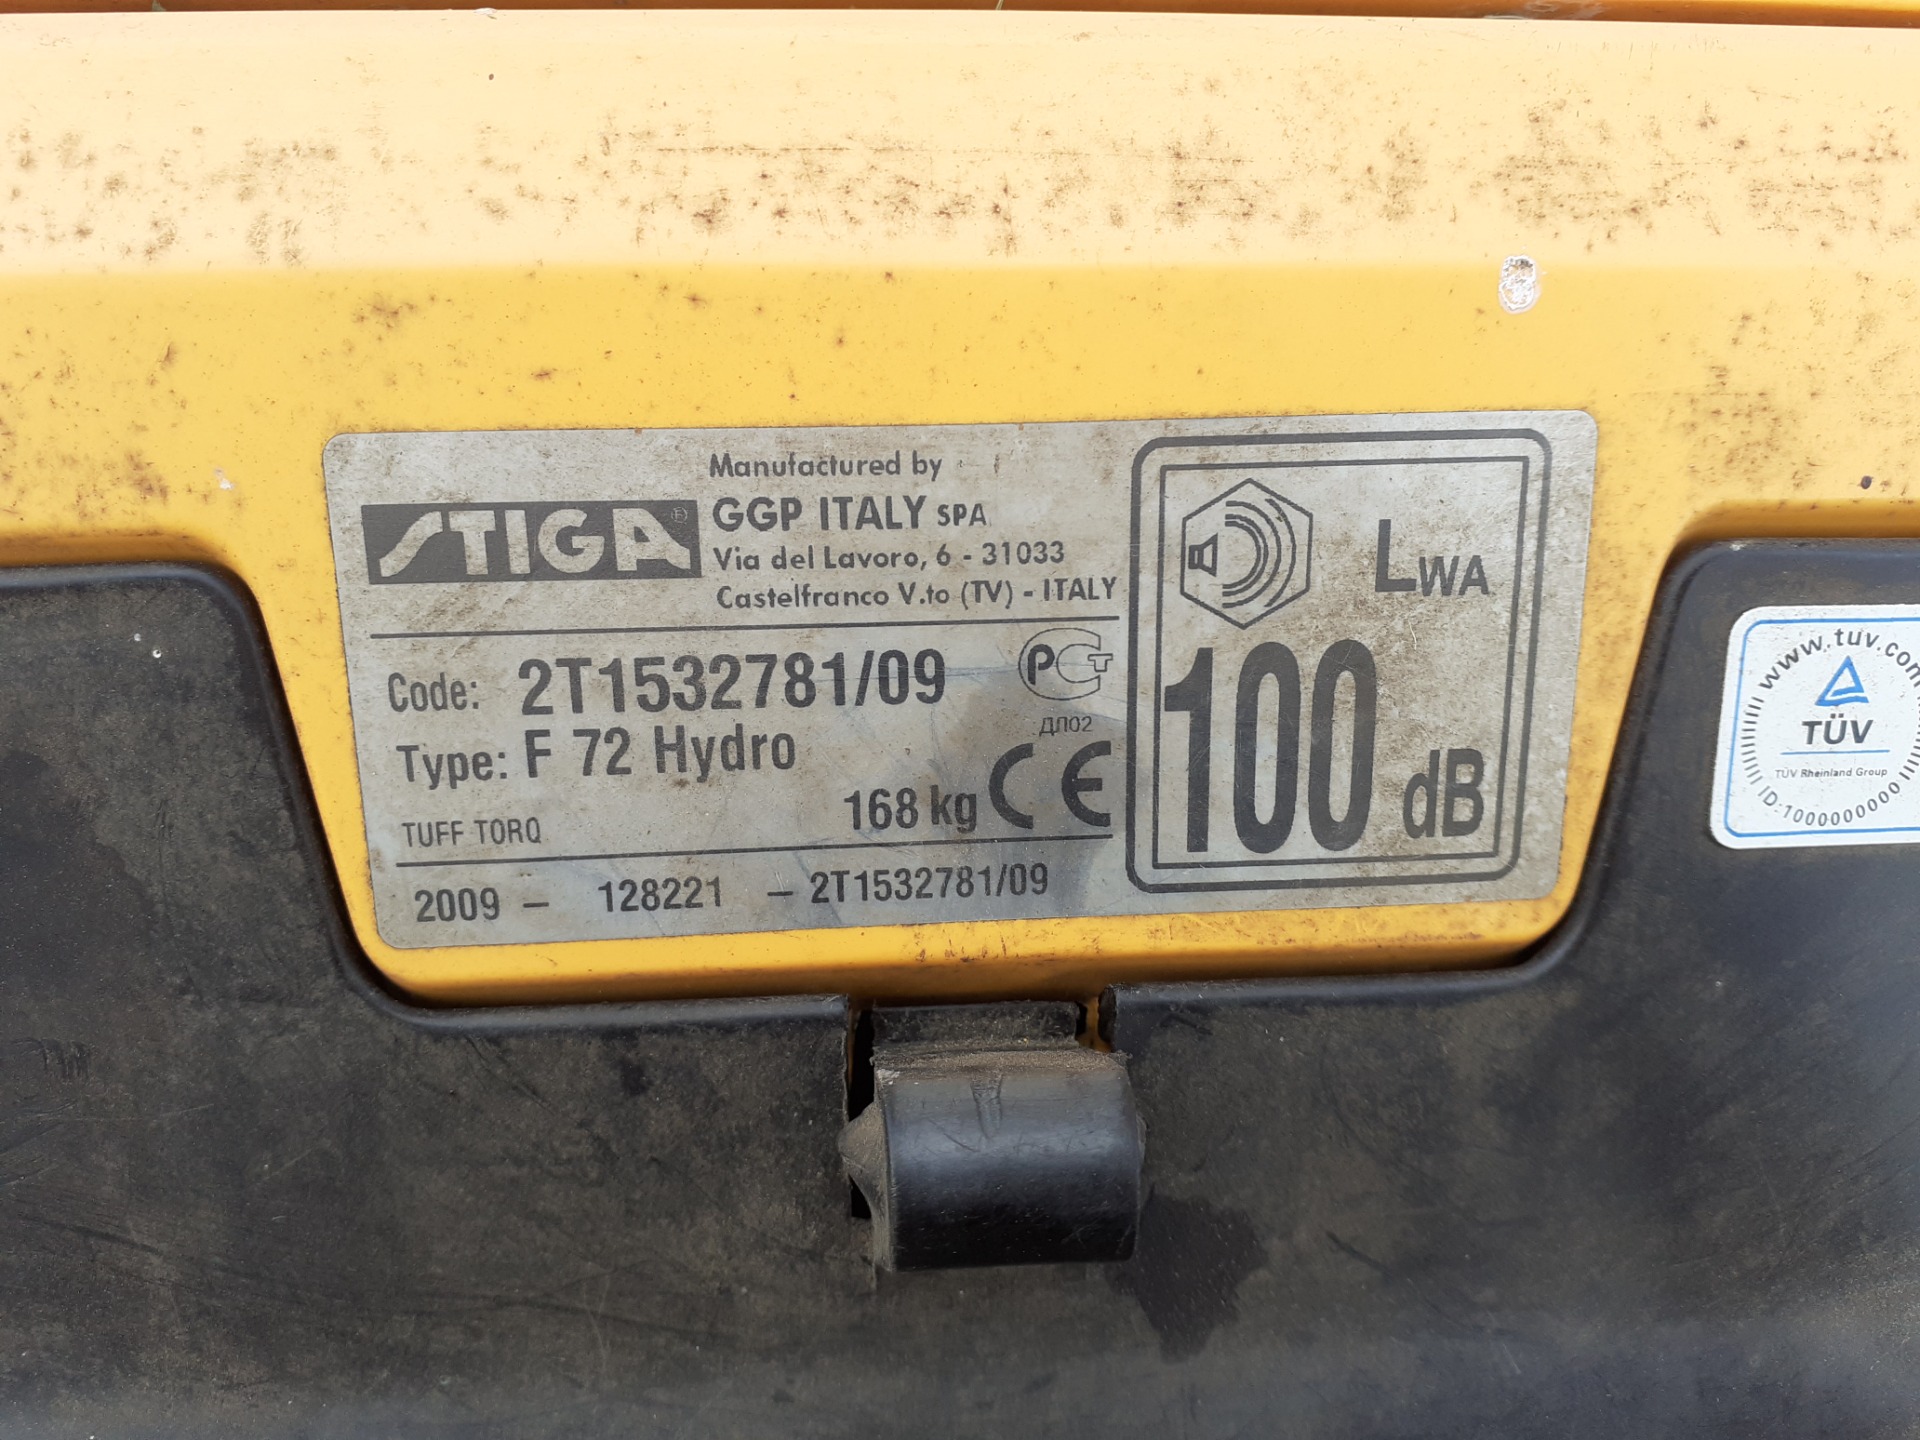 Manufactured by
STIGA ®
GGP ITALY SPA
Via del Lavoro, 6 - 31033
Castelfranco V.to (TV) - ITALY
Code: 2T1532781/09
Type: F 72 Hydro
TUFF TORQ
168 kg CE
PCT
ДЛ02
2009 - 128221 - 2T1532781/09
LWA
100 dB
www.tuv.com
TÜV
TÜV Rheinland Group
ID:1000000000